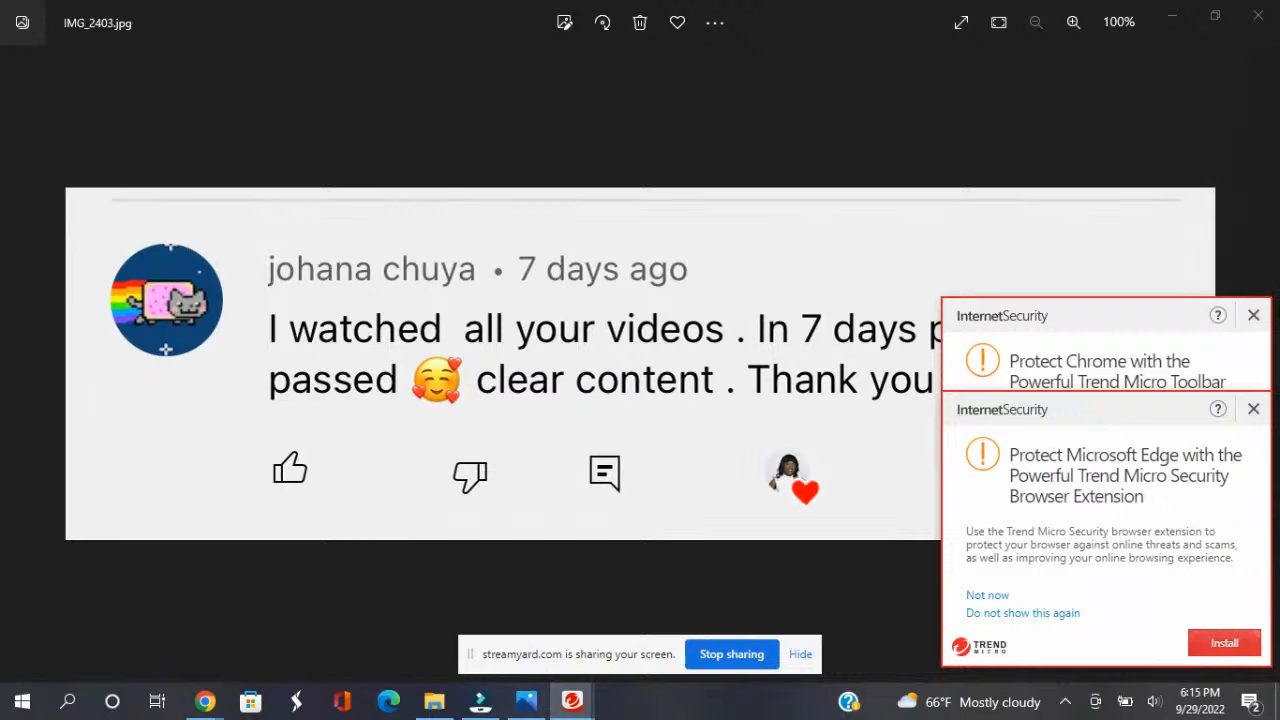 IMG_2403.jpg
100%
johana chuya • 7 days ago
I watched all your videos . In 7 days
passed 🥰 clear content . Thank you
InternetSecurity
?
Protect Chrome with the
Powerful Trend Micro Toolbar
InternetSecurity
?
Protect Microsoft Edge with the
Powerful Trend Micro Security
Browser Extension
Use the Trend Micro Security browser extension to
protect your browser against online threats and scams,
as well as improving your online browsing experience.
Not now
Do not show this again
TREND
MICRO
Install
streamyard.com is sharing your screen.
Stop sharing
Hide
66°F Mostly cloudy
6:15 PM
9/29/2022
2